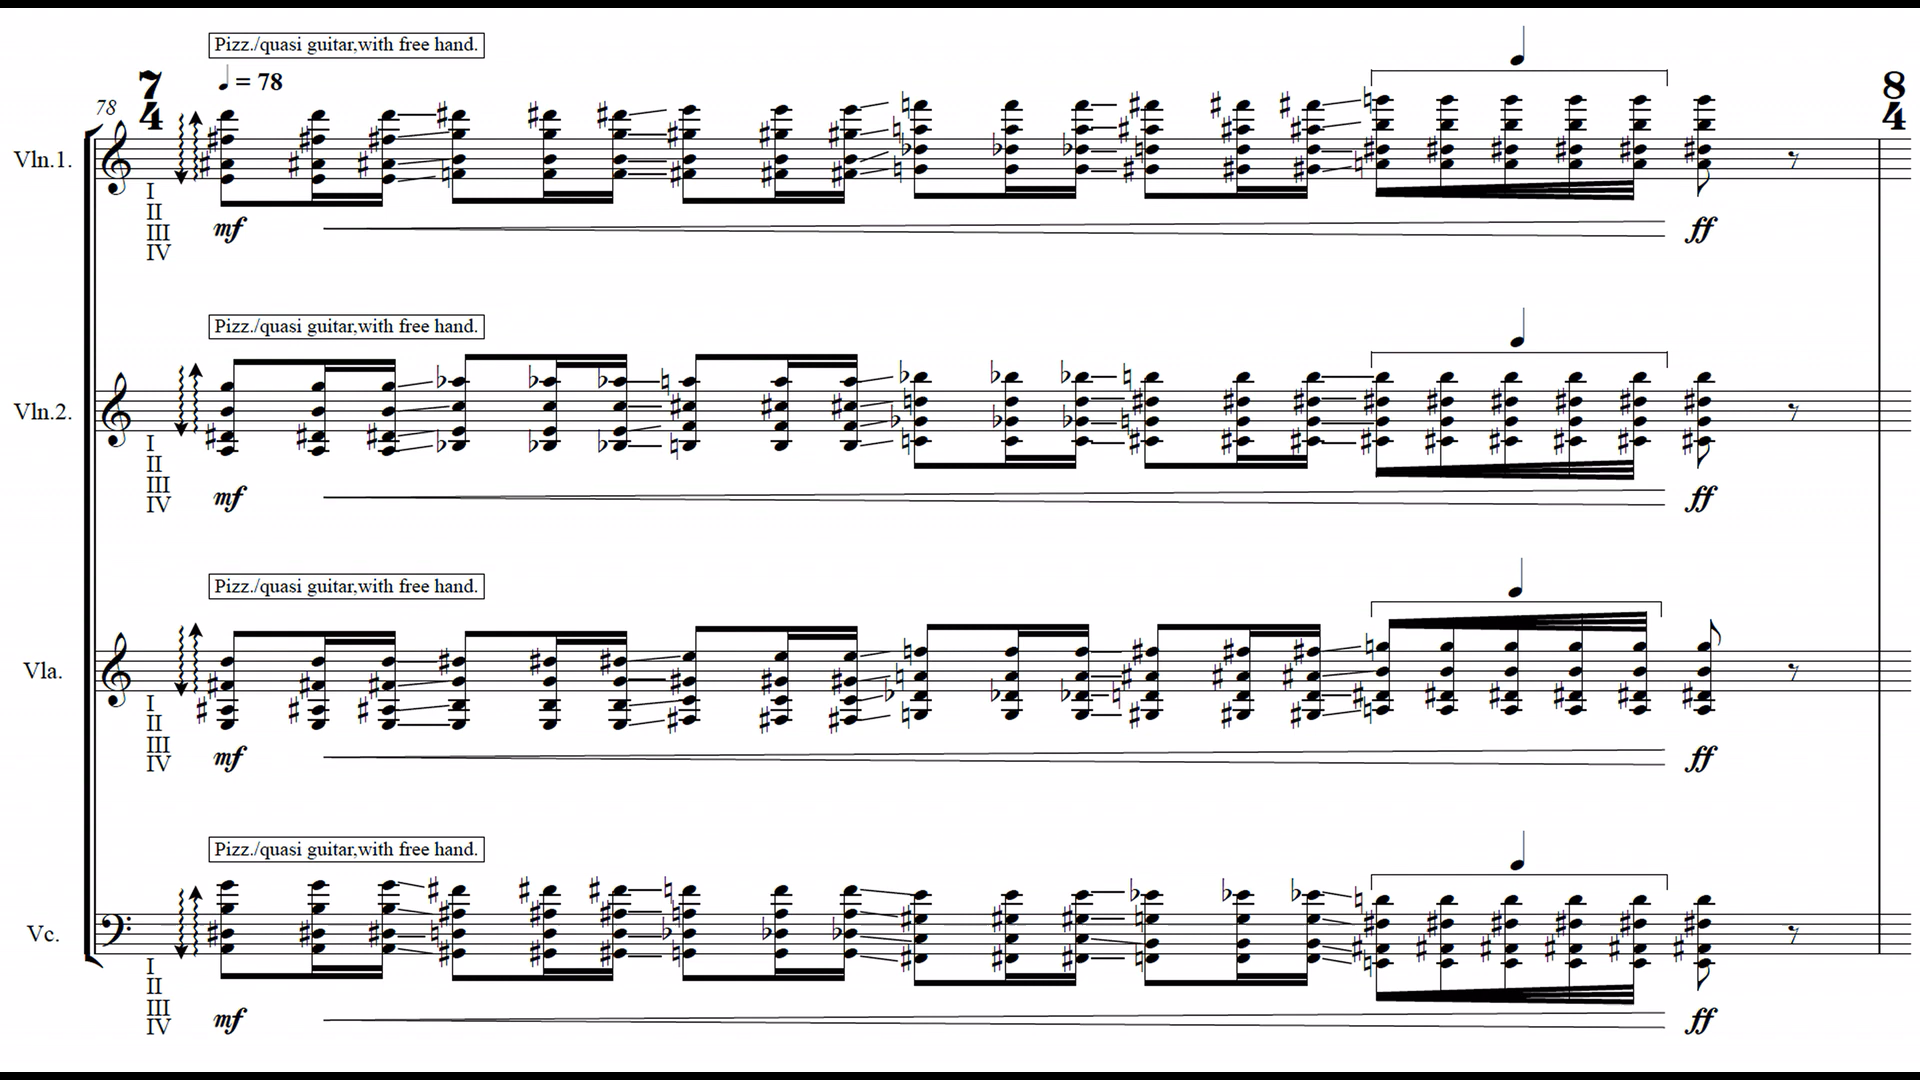 Pizz./quasi guitar,with free hand.
7
4
= 78
78
8
4
Vln.1.
I
II
III
IV
mf
ff
Pizz./quasi guitar,with free hand.
Vln.2.
I
II
III
IV
mf
ff
Pizz./quasi guitar,with free hand.
Vla.
I
II
III
IV
mf
ff
Pizz./quasi guitar,with free hand.
Vc.
I
II
III
IV
mf
ff